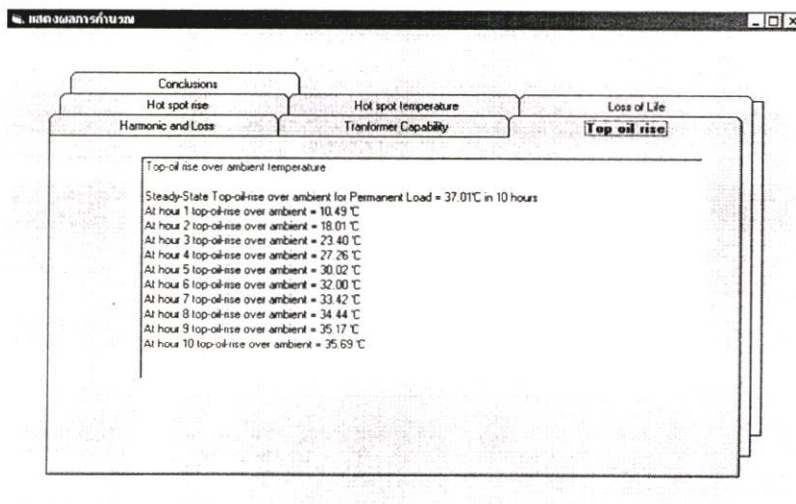 แสดงผลการคำนวณ
Conclusions
Hot spot rise
Hot spot temperature
Loss of Life
Harmonic and Loss
Tranformer Capability
Top oil rise
Top-oil rise over ambient temperature
Steady-State Top-oil-rise over ambient for Permanent Load = 37.01℃ in 10 hours
At hour 1 top-oil-rise over ambient = 10.49 ℃
At hour 2 top-oil-rise over ambient = 18.01 ℃
At hour 3 top-oil-rise over ambient = 23.40 ℃
At hour 4 top-oil-rise over ambient = 27.26 ℃
At hour 5 top-oil-rise over ambient = 30.02 ℃
At hour 6 top-oil-rise over ambient = 32.00 ℃
At hour 7 top-oil-rise over ambient = 33.42 ℃
At hour 8 top-oil-rise over ambient = 34.44 ℃
At hour 9 top-oil-rise over ambient = 35.17 ℃
At hour 10 top-oil-rise over ambient = 35.69 ℃